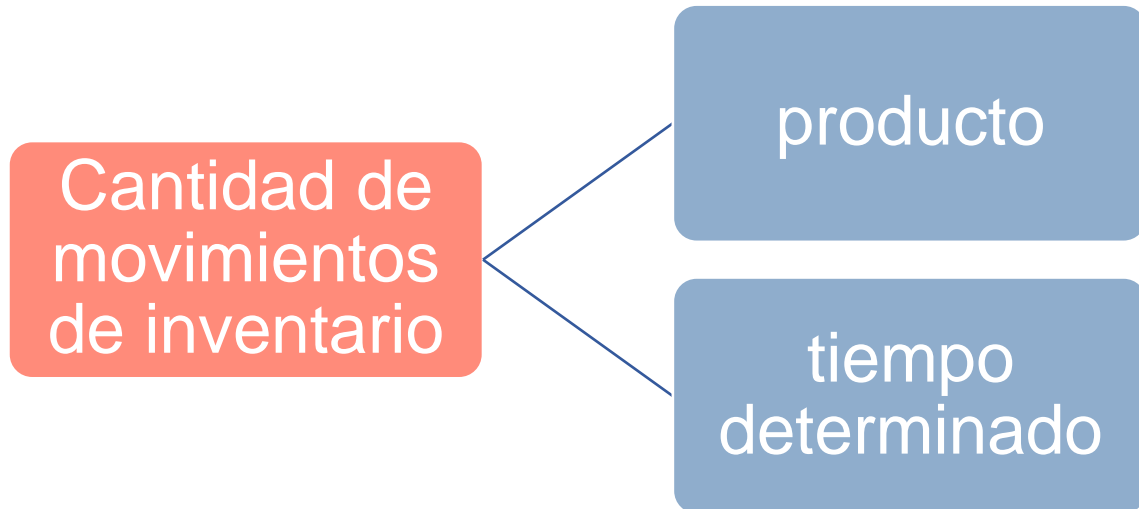 Cantidad de
movimientos
de inventario
producto
tiempo
determinado